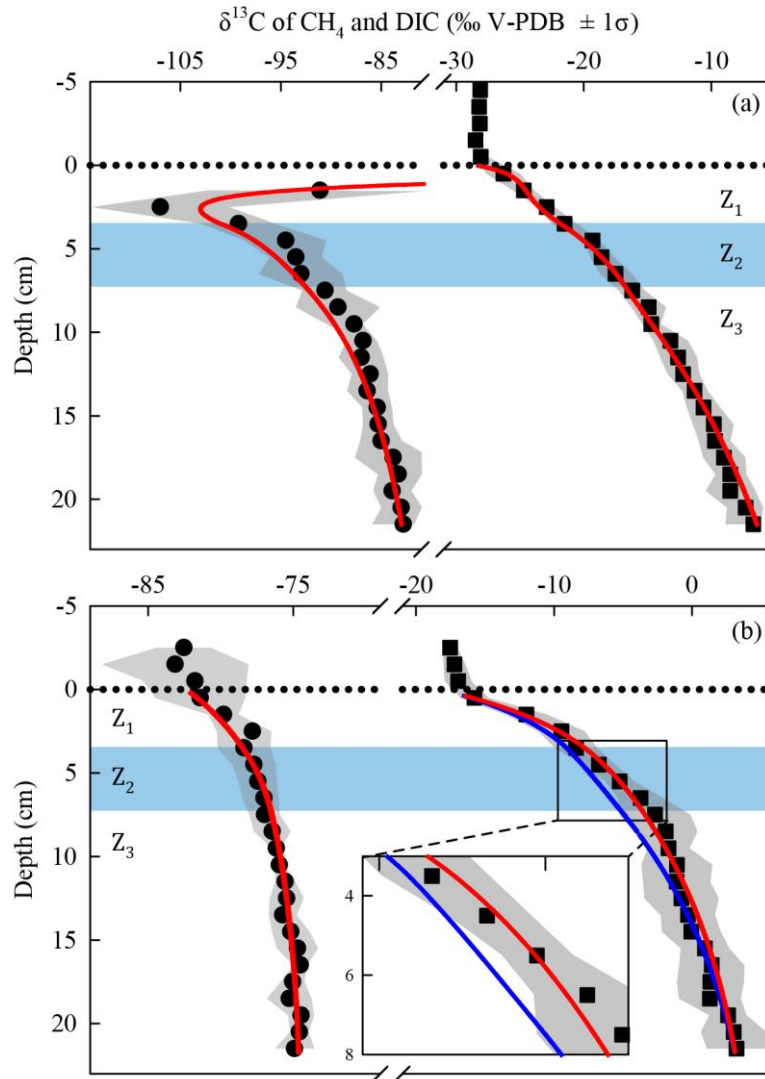 δ¹³C of CH₄ and DIC (‰ V-PDB ± 1σ)
-105 -95 -85 -30 -20 -10
-5
(a)
0
Z₁
5
Z₂
Z₃
10
15
20
Depth (cm)
-85 -75 -20 -10 0
-5
(b)
0
Z₁
5
Z₂
Z₃
10
15
20
Depth (cm)
4
6
8